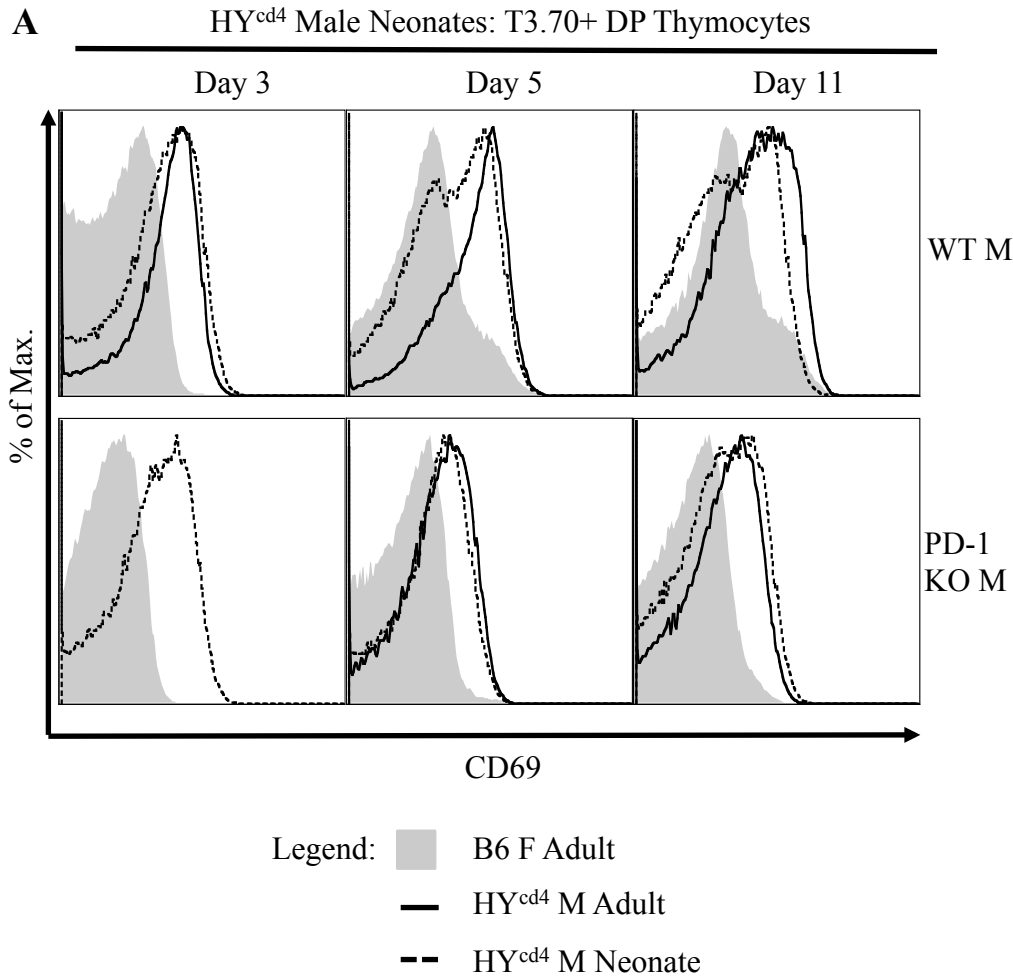 A
HYcd4 Male Neonates: T3.70+ DP Thymocytes
Day 3 Day 5 Day 11
WT M
PD-1
KO M
% of Max.
CD69
Legend: B6 F Adult
HYcd4 M Adult
HYcd4 M Neonate